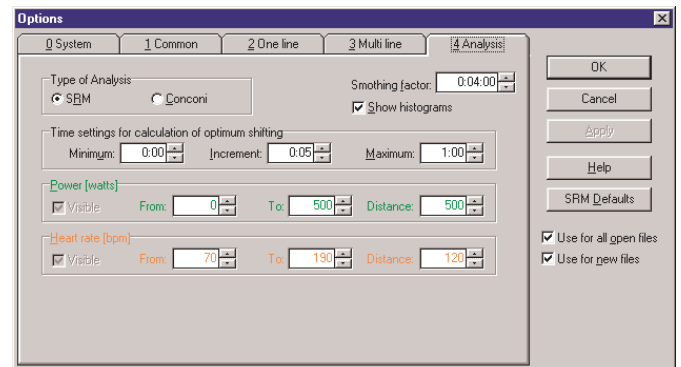 Options
0 System 1 Common 2 One line 3 Multi line 4 Analysis
Type of Analysis
SRM Conconi
Smothing factor: 0:04:00
Show histograms
Time settings for calculation of optimum shifting
Minimum: 0:00 Increment: 0:05 Maximum: 1:00
Power [watts]
Visible From: 0 To: 500 Distance: 500
Heart rate [bpm]
Visible From: 70 To: 190 Distance: 120
OK
Cancel
Apply
Help
SRM Defaults
Use for all open files
Use for new files